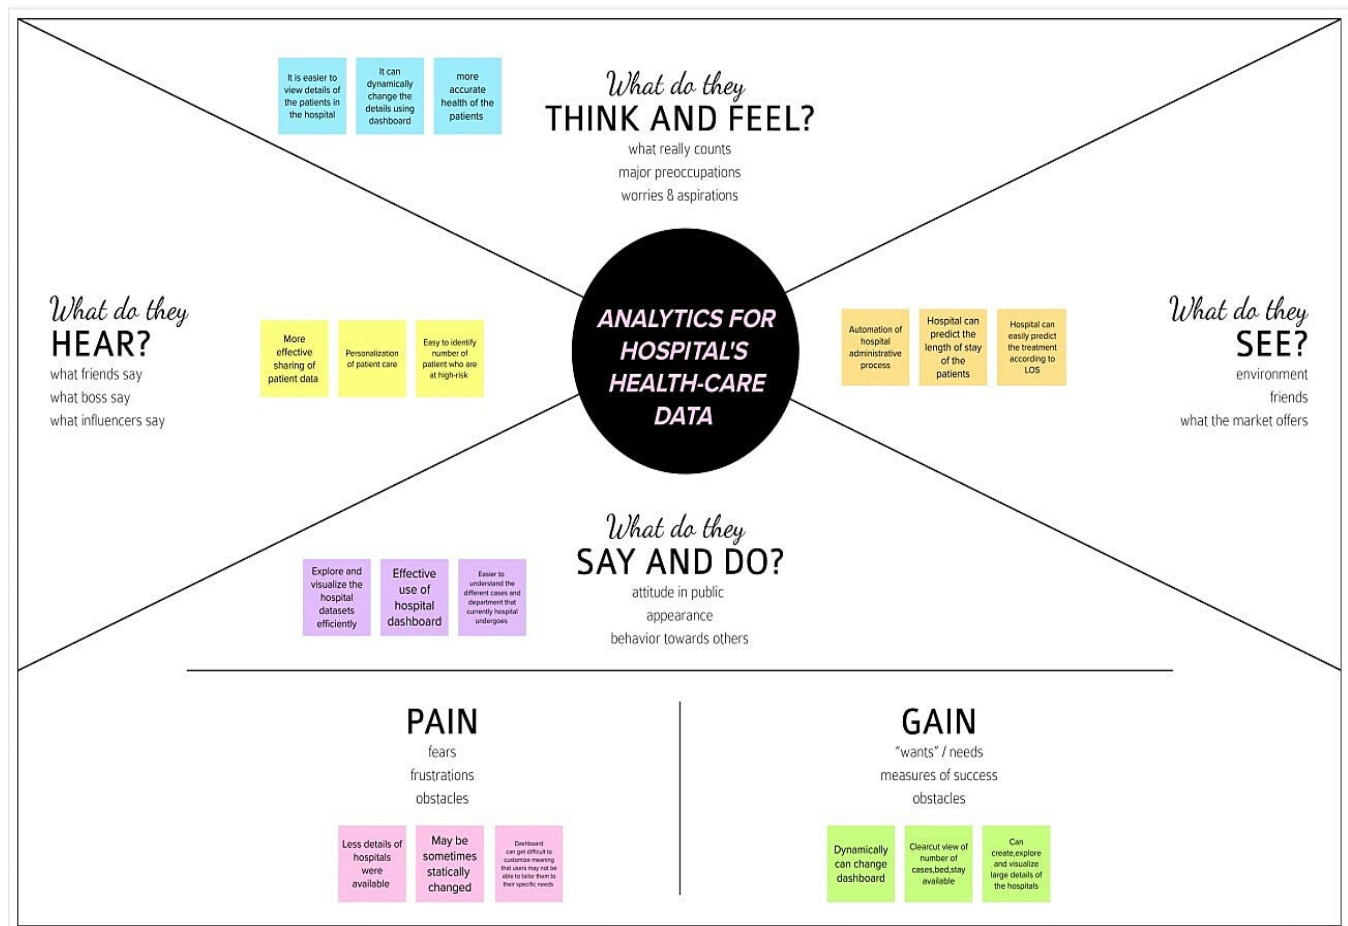 What do they
THINK AND FEEL?
what really counts
major preoccupations
worries & aspirations
It is easier to
view details of
the patients in
the hospital
It can
dynamically
change the
details using
dashboard
more
accurate
health of the
patients
What do they
HEAR?
what friends say
what boss say
what influencers say
More
effective
sharing of
patient data
Personalization
of patient care
Easy to identify
number of
patient who are
at high-risk
ANALYTICS FOR
HOSPITAL'S
HEALTH-CARE
DATA
Automation of
hospital
administrative
process
Hospital can
predict the
length of stay
of the
patients
Hospital can
easily predict
the treatment
according to
LOS
What do they
SEE?
environment
friends
what the market offers
What do they
SAY AND DO?
attitude in public
appearance
behavior towards others
Explore and
visualize the
hospital
datasets
efficiently
Effective
use of
hospital
dashboard
Easier to
understand the
different cases and
department that
currently hospital
undergoes
PAIN
fears
frustrations
obstacles
Less details of
hospitals
were
available
May be
sometimes
statically
changed
Dashboard
can get difficult to
customize meaning
that users may not be
able to tailor them to
their specific needs
GAIN
"wants" / needs
measures of success
obstacles
Dynamically
can change
dashboard
Clearcut view of
number of
cases,bed,stay
available
Can
create,explore
and visualize
large details of
the hospitals